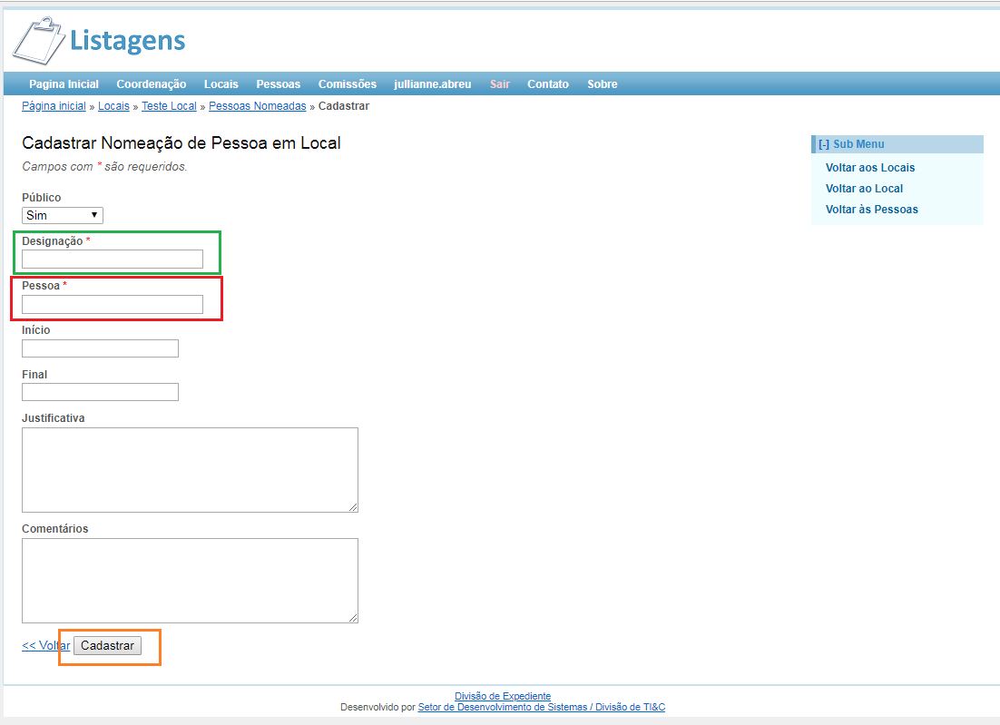 Listagens
Pagina Inicial Coordenação Locais Pessoas Comissões jullianne.abreu Sair Contato Sobre
Página inicial » Locais » Teste Local » Pessoas Nomeadas » Cadastrar
Cadastrar Nomeação de Pessoa em Local
Campos com * são requeridos.
Público
Sim
Designação *
Pessoa *
Início
Final
Justificativa
Comentários
<< Voltar Cadastrar
[-] Sub Menu
Voltar aos Locais
Voltar ao Local
Voltar às Pessoas
Divisão de Expediente
Desenvolvido por Setor de Desenvolvimento de Sistemas / Divisão de TI&C